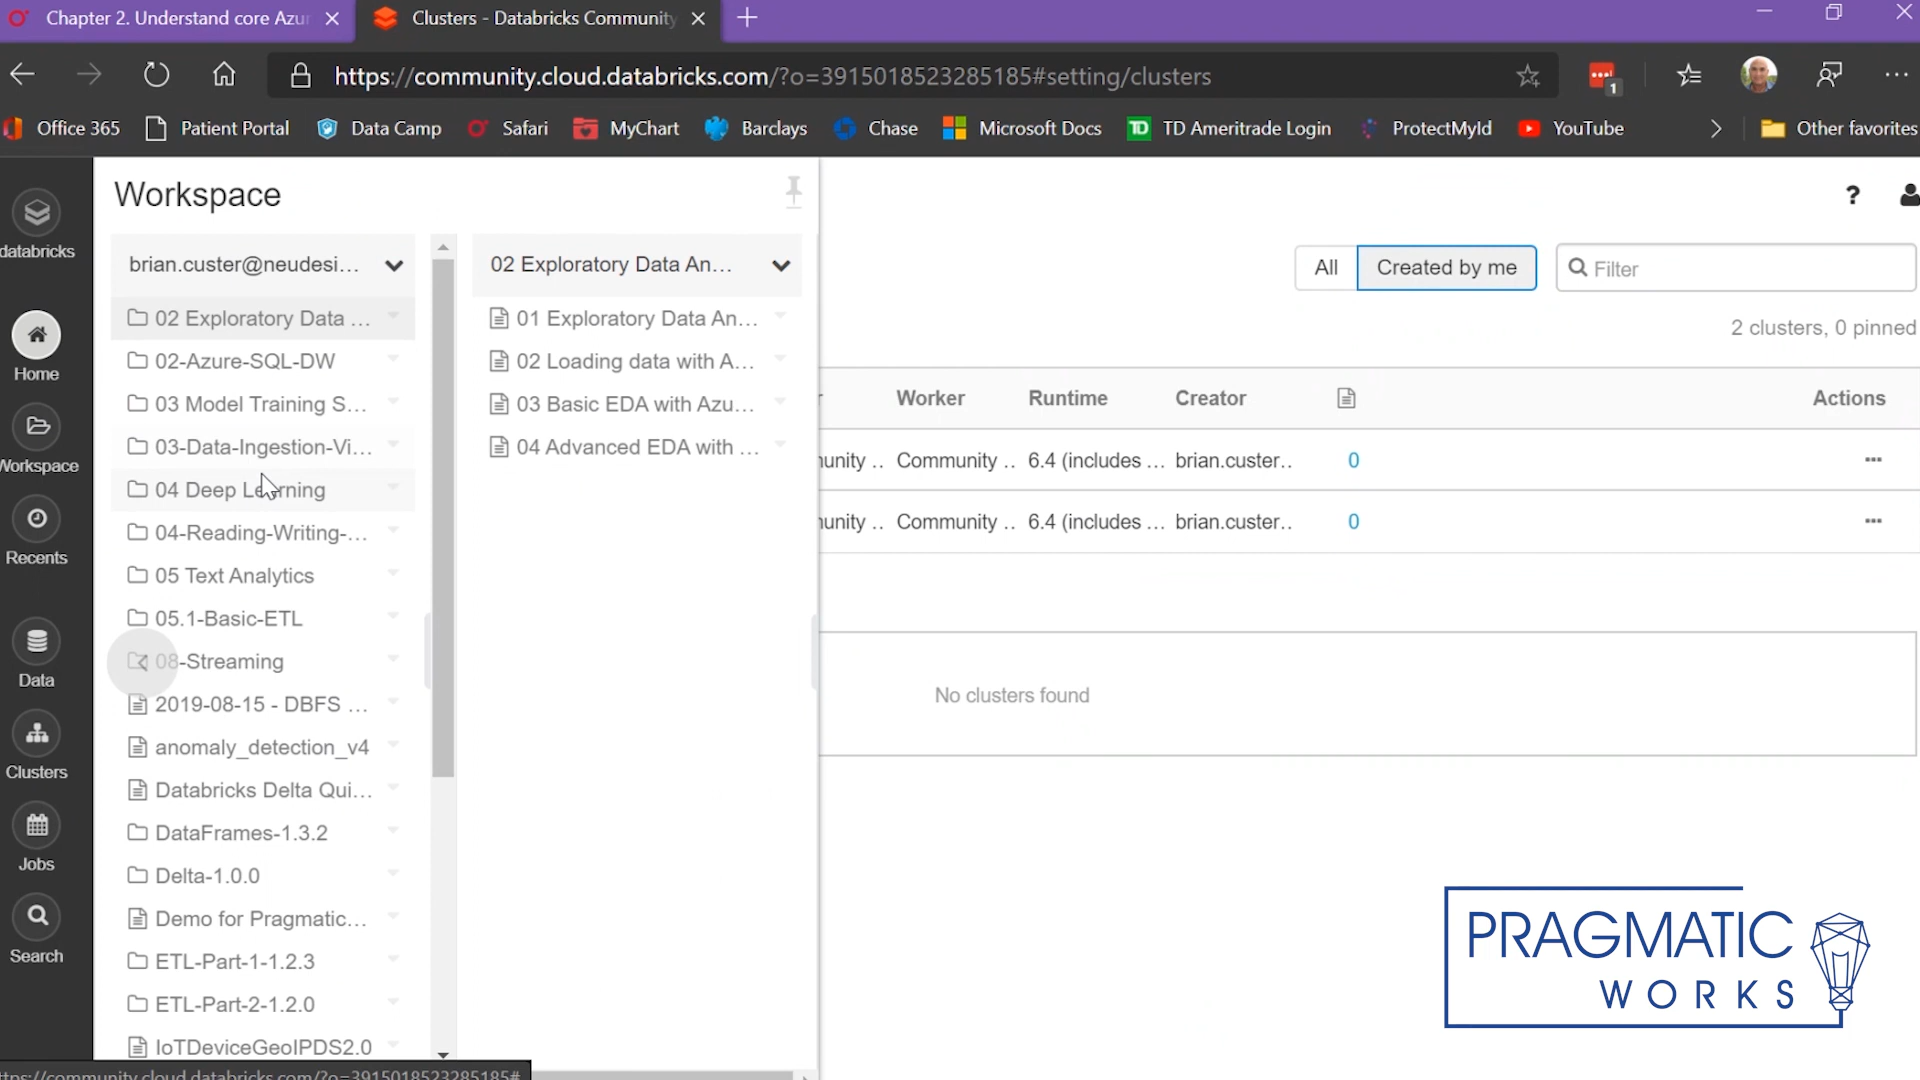 Chapter 2. Understand core Azur
Clusters - Databricks Community
https://community.cloud.databricks.com/?o=3915018523285185#setting/clusters
1
Office 365
Patient Portal
Data Camp
Safari
MyChart
Barclays
Chase
Microsoft Docs
TD
TD Ameritrade Login
ProtectMyId
YouTube
Other favorites
databricks
Home
Workspace
Recents
Data
Clusters
Jobs
Search
Workspace
brian.custer@neudesi...
02 Exploratory Data ...
02-Azure-SQL-DW
03 Model Training S...
03-Data-Ingestion-Vi...
04 Deep Learning
04-Reading-Writing-...
05 Text Analytics
05.1-Basic-ETL
08-Streaming
2019-08-15 - DBFS ...
anomaly_detection_v4
Databricks Delta Qui...
DataFrames-1.3.2
Delta-1.0.0
Demo for Pragmatic...
ETL-Part-1-1.2.3
ETL-Part-2-1.2.0
IoTDeviceGeoIPDS2.0
02 Exploratory Data An...
01 Exploratory Data An...
02 Loading data with A...
03 Basic EDA with Azu...
04 Advanced EDA with ...
?
All
Created by me
Filter
2 clusters, 0 pinned
Worker Runtime Creator Actions
unity .. Community .. 6.4 (includes ... brian.custer.. 0 ...
unity .. Community .. 6.4 (includes ... brian.custer.. 0 ...
No clusters found
PRAGMATIC
WORKS
ttps://community.cloud.databricks.com/?o=3915018523285185#